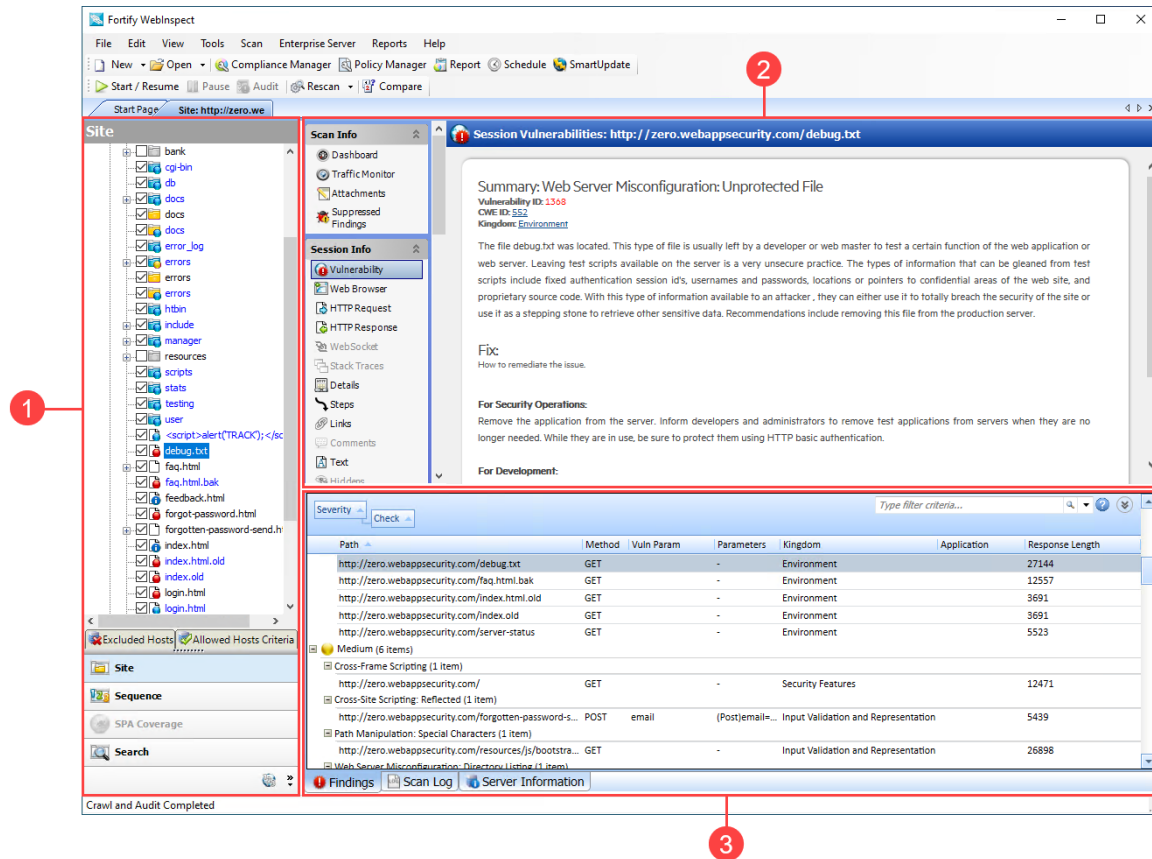 Fortify WebInspect
File Edit View Tools Scan Enterprise Server Reports Help
New Open Compliance Manager Policy Manager Report Schedule SmartUpdate
Start / Resume Pause Audit Rescan Compare
2
Start Page Site: http://zero.we
Site
bank
cgi-bin
db
docs
docs
docs
error_log
errors
errors
errors
htbin
include
manager
resources
scripts
stats
testing
user
<script>alert('TRACK');</sc
debug.txt
faq.html
faq.html.bak
feedback.html
forgot-password.html
forgotten-password-send.h
index.html
index.html.old
index.old
login.html
login.html
Excluded Hosts Allowed Hosts Criteria
Site
Sequence
SPA Coverage
Search
1
Scan Info
Dashboard
Traffic Monitor
Attachments
Suppressed
Findings
Session Info
Vulnerability
Web Browser
HTTP Request
HTTP Response
WebSocket
Stack Traces
Details
Steps
Links
Comments
Text
Hiddens
Session Vulnerabilities: http://zero.webappsecurity.com/debug.txt
Summary: Web Server Misconfiguration: Unprotected File
Vulnerability ID: 1368
CWE ID: 552
Kingdom: Environment
The file debug.txt was located. This type of file is usually left by a developer or web master to test a certain function of the web application or
web server. Leaving test scripts available on the server is a very unsecure practice. The types of information that can be gleaned from test
scripts include fixed authentication session id's, usernames and passwords, locations or pointers to confidential areas of the web site, and
proprietary source code. With this type of information available to an attacker , they can either use it to totally breach the security of the site or
use it as a stepping stone to retrieve other sensitive data. Recommendations include removing this file from the production server.
Fix:
How to remediate the issue.
For Security Operations:
Remove the application from the server. Inform developers and administrators to remove test applications from servers when they are no
longer needed. While they are in use, be sure to protect them using HTTP basic authentication.
For Development:
Severity Check Type filter criteria...
Path Method Vuln Param Parameters Kingdom Application Response Length
http://zero.webappsecurity.com/debug.txt GET - Environment 27144
http://zero.webappsecurity.com/faq.html.bak GET - Environment 12557
http://zero.webappsecurity.com/index.html.old GET - Environment 3691
http://zero.webappsecurity.com/index.old GET - Environment 3691
http://zero.webappsecurity.com/server-status GET - Environment 5523
Medium (6 items)
Cross-Frame Scripting (1 item)
http://zero.webappsecurity.com/ GET - Security Features 12471
Cross-Site Scripting: Reflected (1 item)
http://zero.webappsecurity.com/forgotten-password-s... POST email (Post)email=... Input Validation and Representation 5439
Path Manipulation: Special Characters (1 item)
http://zero.webappsecurity.com/resources/js/bootstra... GET - Input Validation and Representation 26898
Web Server Misconfiguration: Directory Listing (1 item)
Findings Scan Log Server Information
Crawl and Audit Completed
3